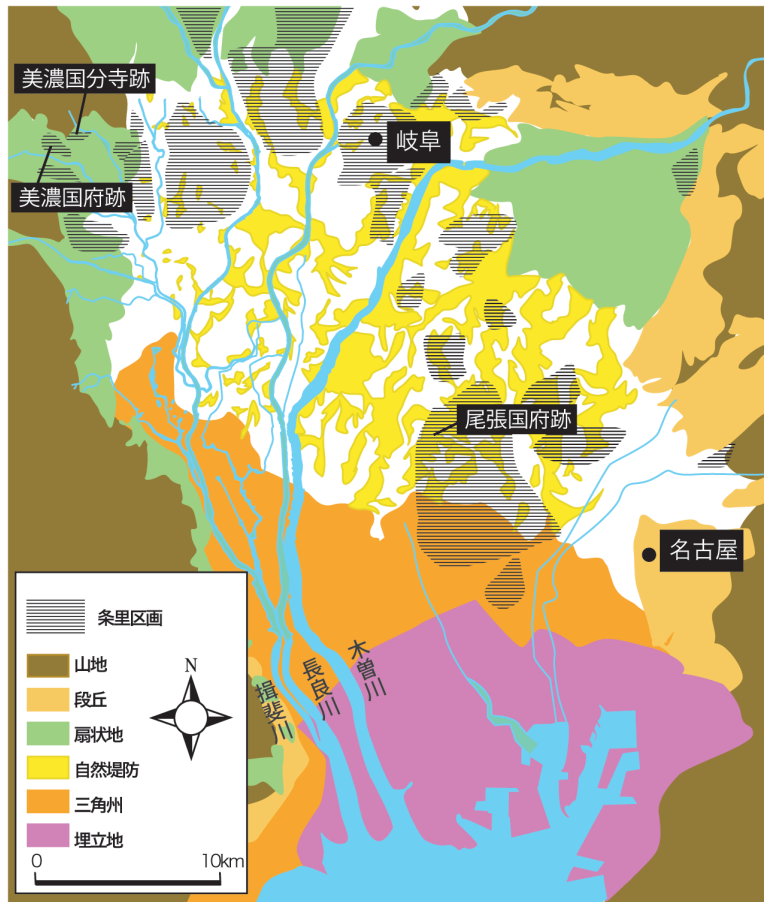 美濃国分寺跡
岐阜
美濃国府跡
尾張国府跡
名古屋
木曽川
長良川
揖斐川
条里区画
山地
段丘
扇状地
自然堤防
三角州
埋立地
N
0 10km